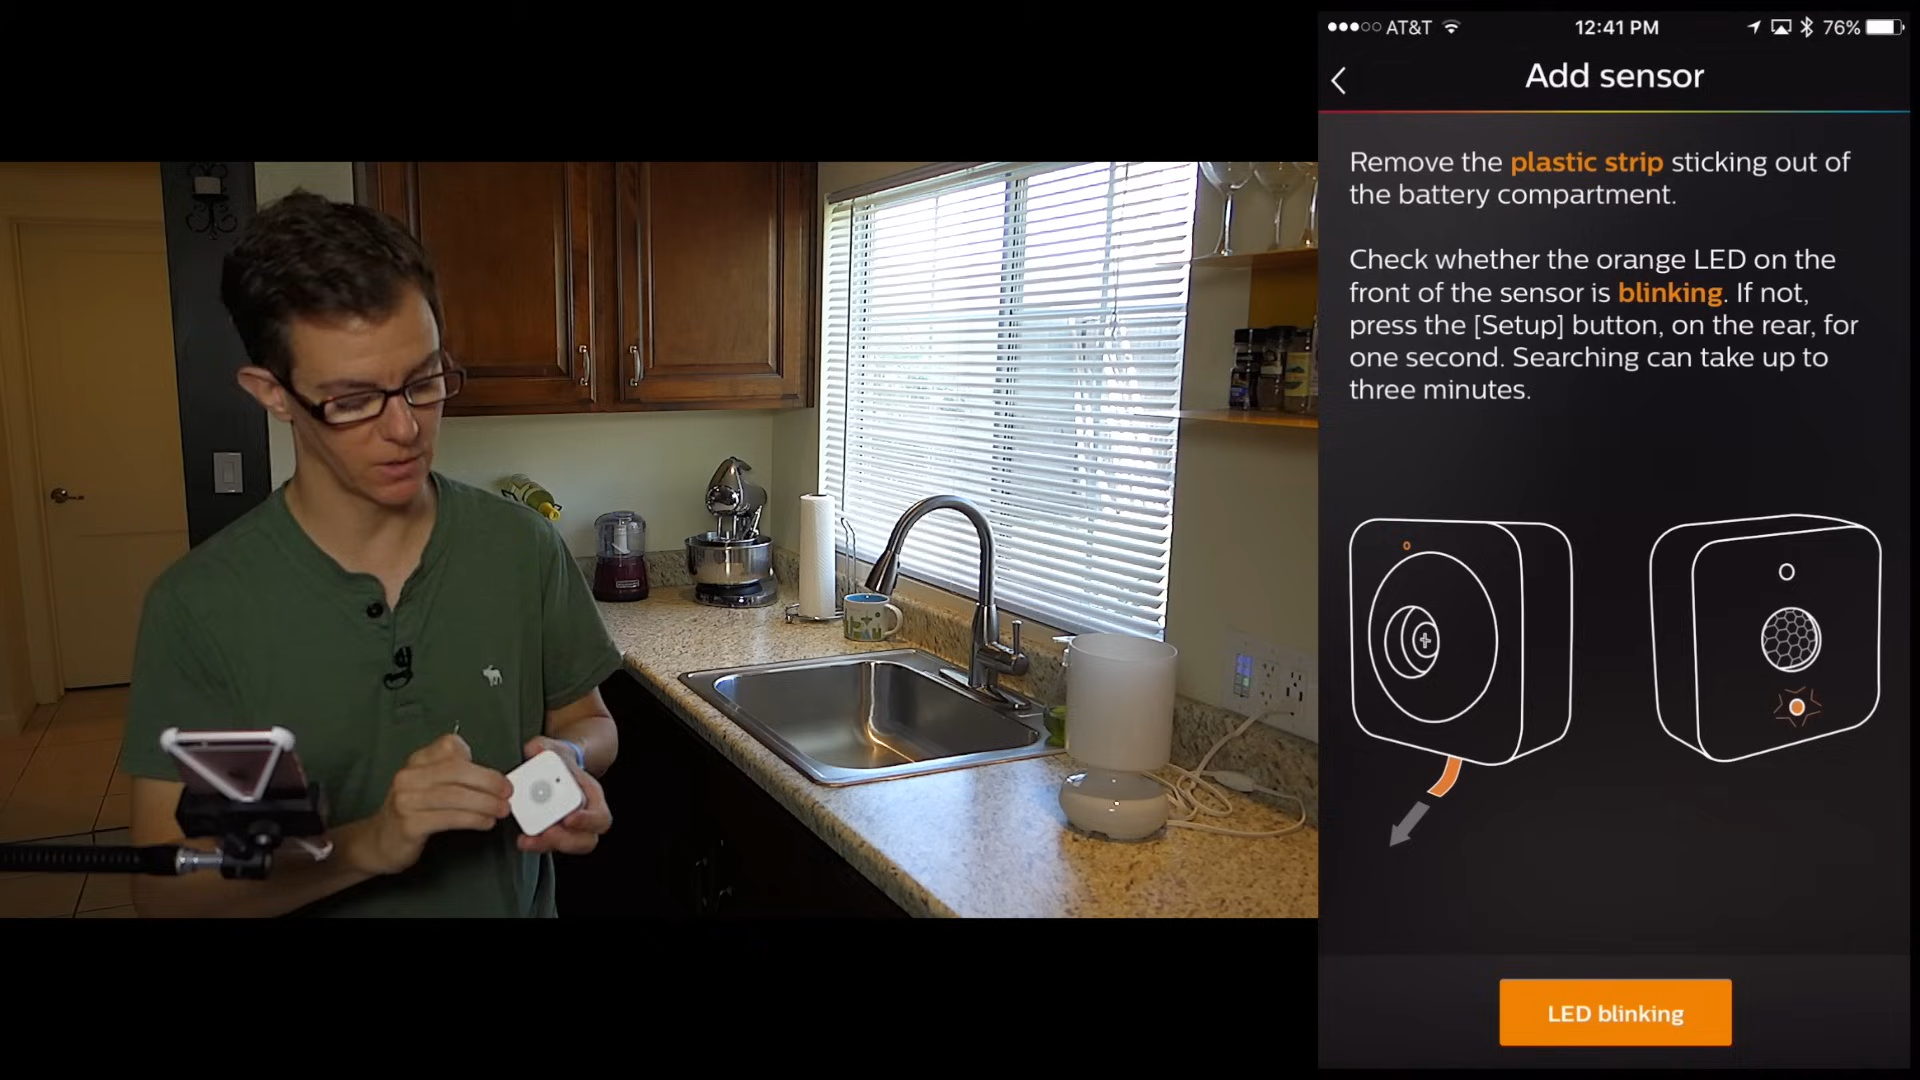 AT&T 12:41 PM 76%
Add sensor
Remove the plastic strip sticking out of
the battery compartment.
Check whether the orange LED on the
front of the sensor is blinking. If not,
press the [Setup] button, on the rear, for
one second. Searching can take up to
three minutes.
LED blinking